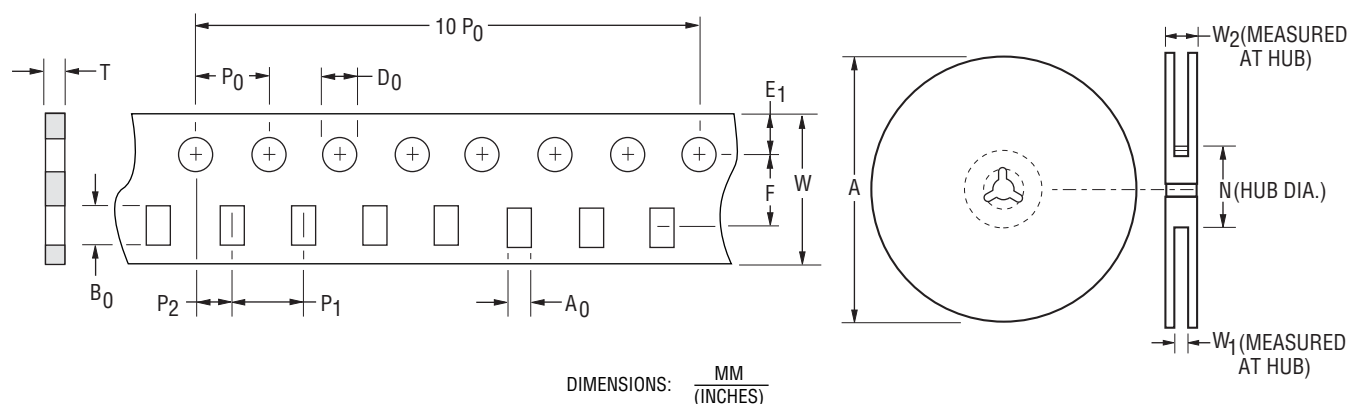 10 P0
T
P0
D0
E1
F
W
B0
P2
P1
A0
A
W2(MEASURED
AT HUB)
N(HUB DIA.)
W1(MEASURED
AT HUB)
DIMENSIONS:
MM
(INCHES)